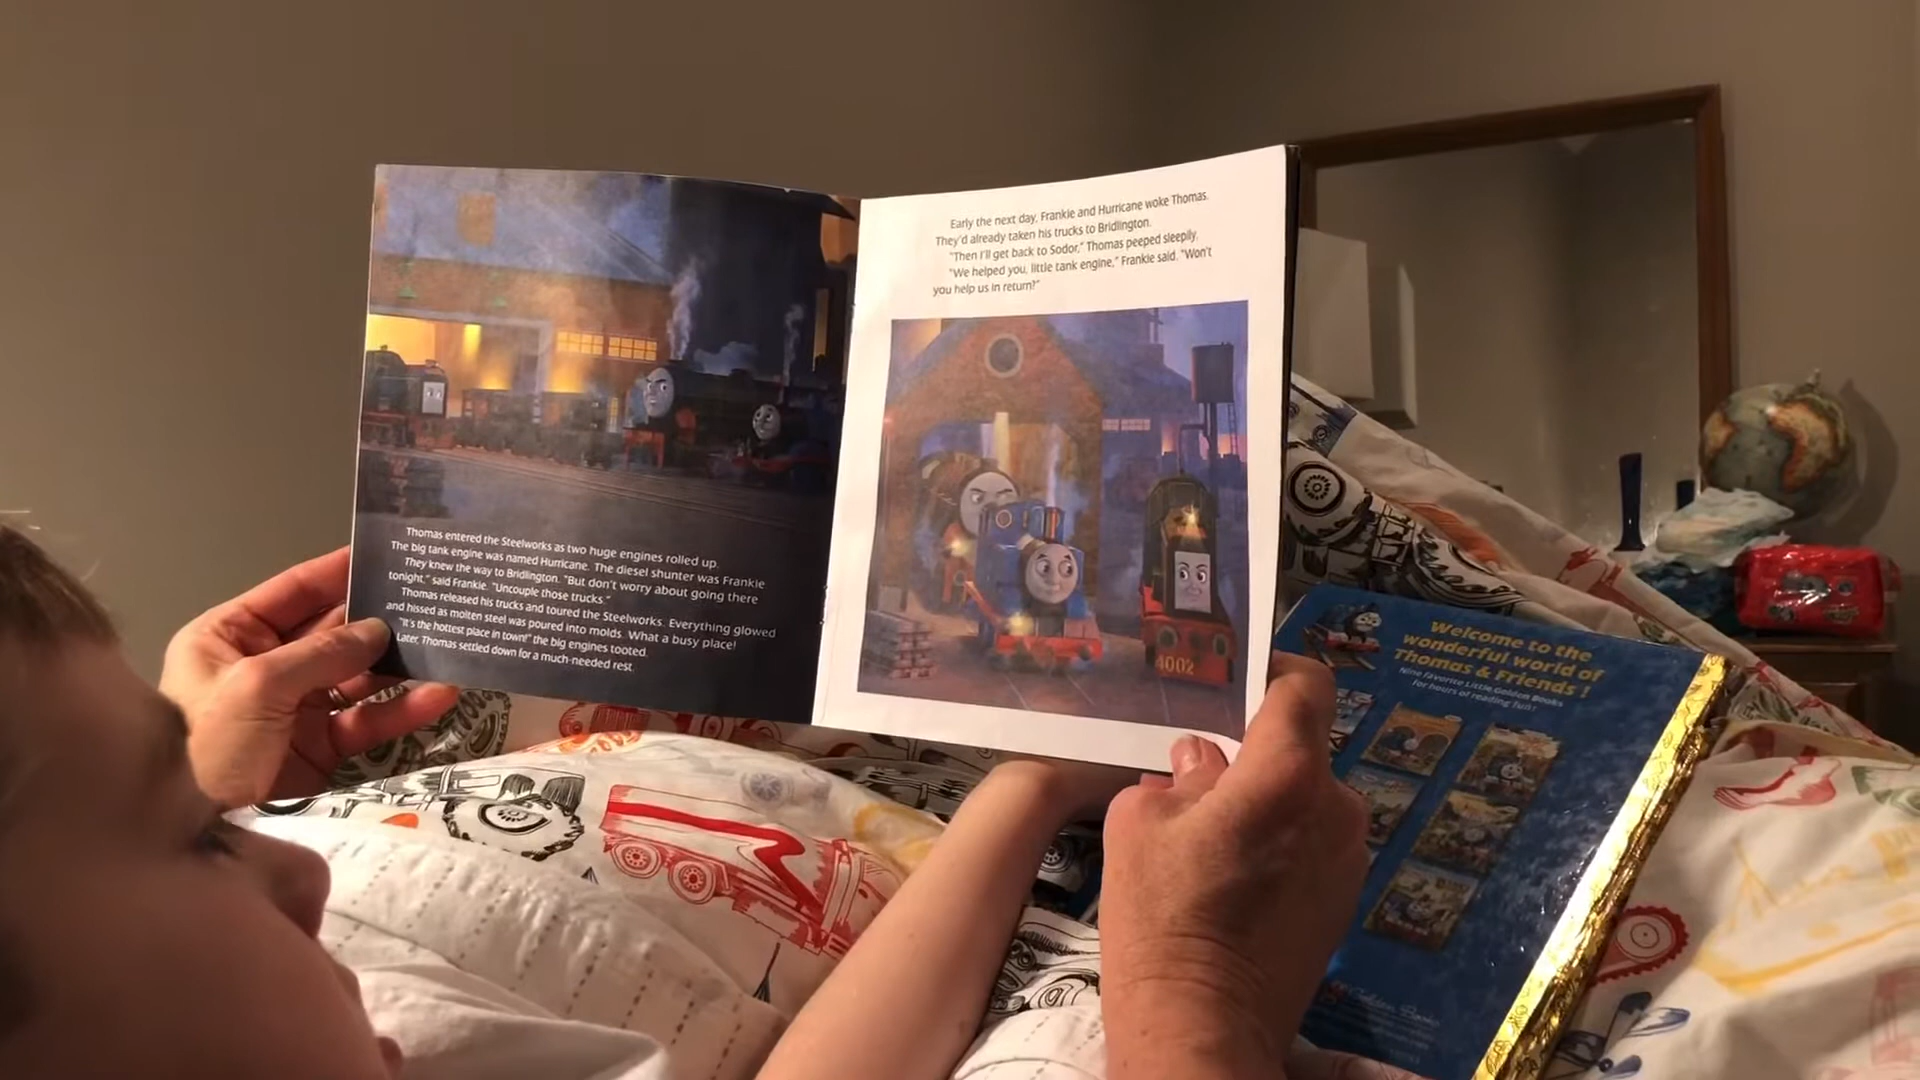 Thomas entered the Steelworks as two huge engines rolled up.
The big tank engine was named Hurricane. The diesel shunter was Frankie
They knew the way to Bridlington. "But don't worry about going there
tonight," said Frankie. "Uncouple those trucks."
Thomas released his trucks and toured the Steelworks. Everything glowed
and hissed as molten steel was poured into molds. What a busy place!
"It's the hottest place in town!" the big engines tooted.
Later, Thomas settled down for a much-needed rest.
Early the next day, Frankie and Hurricane woke Thomas.
They'd already taken his trucks to Bridlington.
"Then I'll get back to Sodor," Thomas peeped sleepily.
"We helped you, little tank engine," Frankie said. "Won't
you help us in return?"
4002
Welcome to the
wonderful world of
Thomas & Friends!
Nine Favorite Little Golden Books
for hours of reading fun!
Golden Books